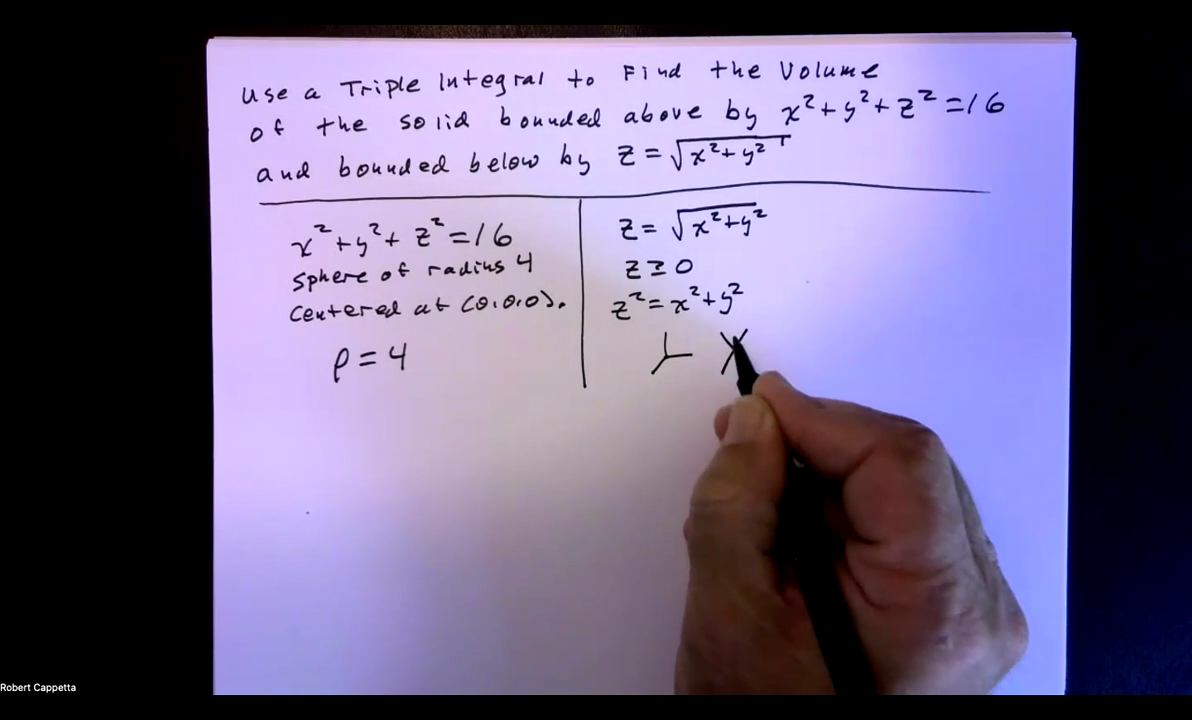 Use a Triple Integral to Find the Volume
of the solid bounded above by x²+y²+z²=16
and bounded below by z=√x²+y²
x²+y²+z²=16
sphere of radius 4
centered at (0,0,0).
ρ=4
z=√x²+y²
z≥0
z²=x²+y²
Robert Cappetta